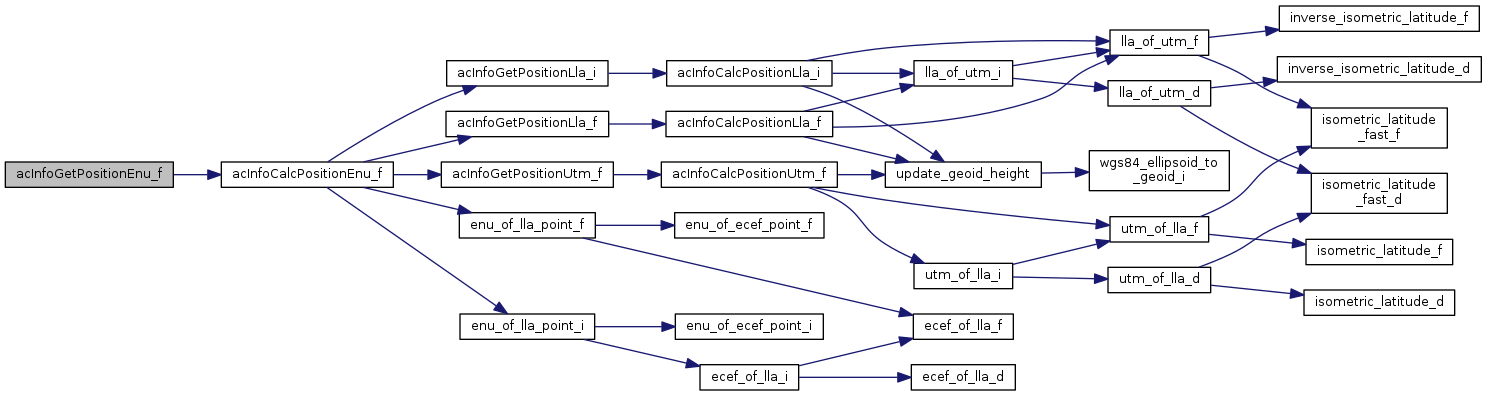 acInfoGetPositionEnu_f
acInfoCalcPositionEnu_f
acInfoGetPositionLla_i
acInfoGetPositionLla_f
acInfoGetPositionUtm_f
enu_of_lla_point_f
enu_of_lla_point_i
acInfoCalcPositionLla_i
acInfoCalcPositionLla_f
acInfoCalcPositionUtm_f
enu_of_ecef_point_f
enu_of_ecef_point_i
ecef_of_lla_i
lla_of_utm_i
update_geoid_height
utm_of_lla_i
ecef_of_lla_f
ecef_of_lla_d
lla_of_utm_f
lla_of_utm_d
wgs84_ellipsoid_to
_geoid_i
utm_of_lla_f
utm_of_lla_d
inverse_isometric_latitude_f
inverse_isometric_latitude_d
isometric_latitude
_fast_f
isometric_latitude
_fast_d
isometric_latitude_f
isometric_latitude_d